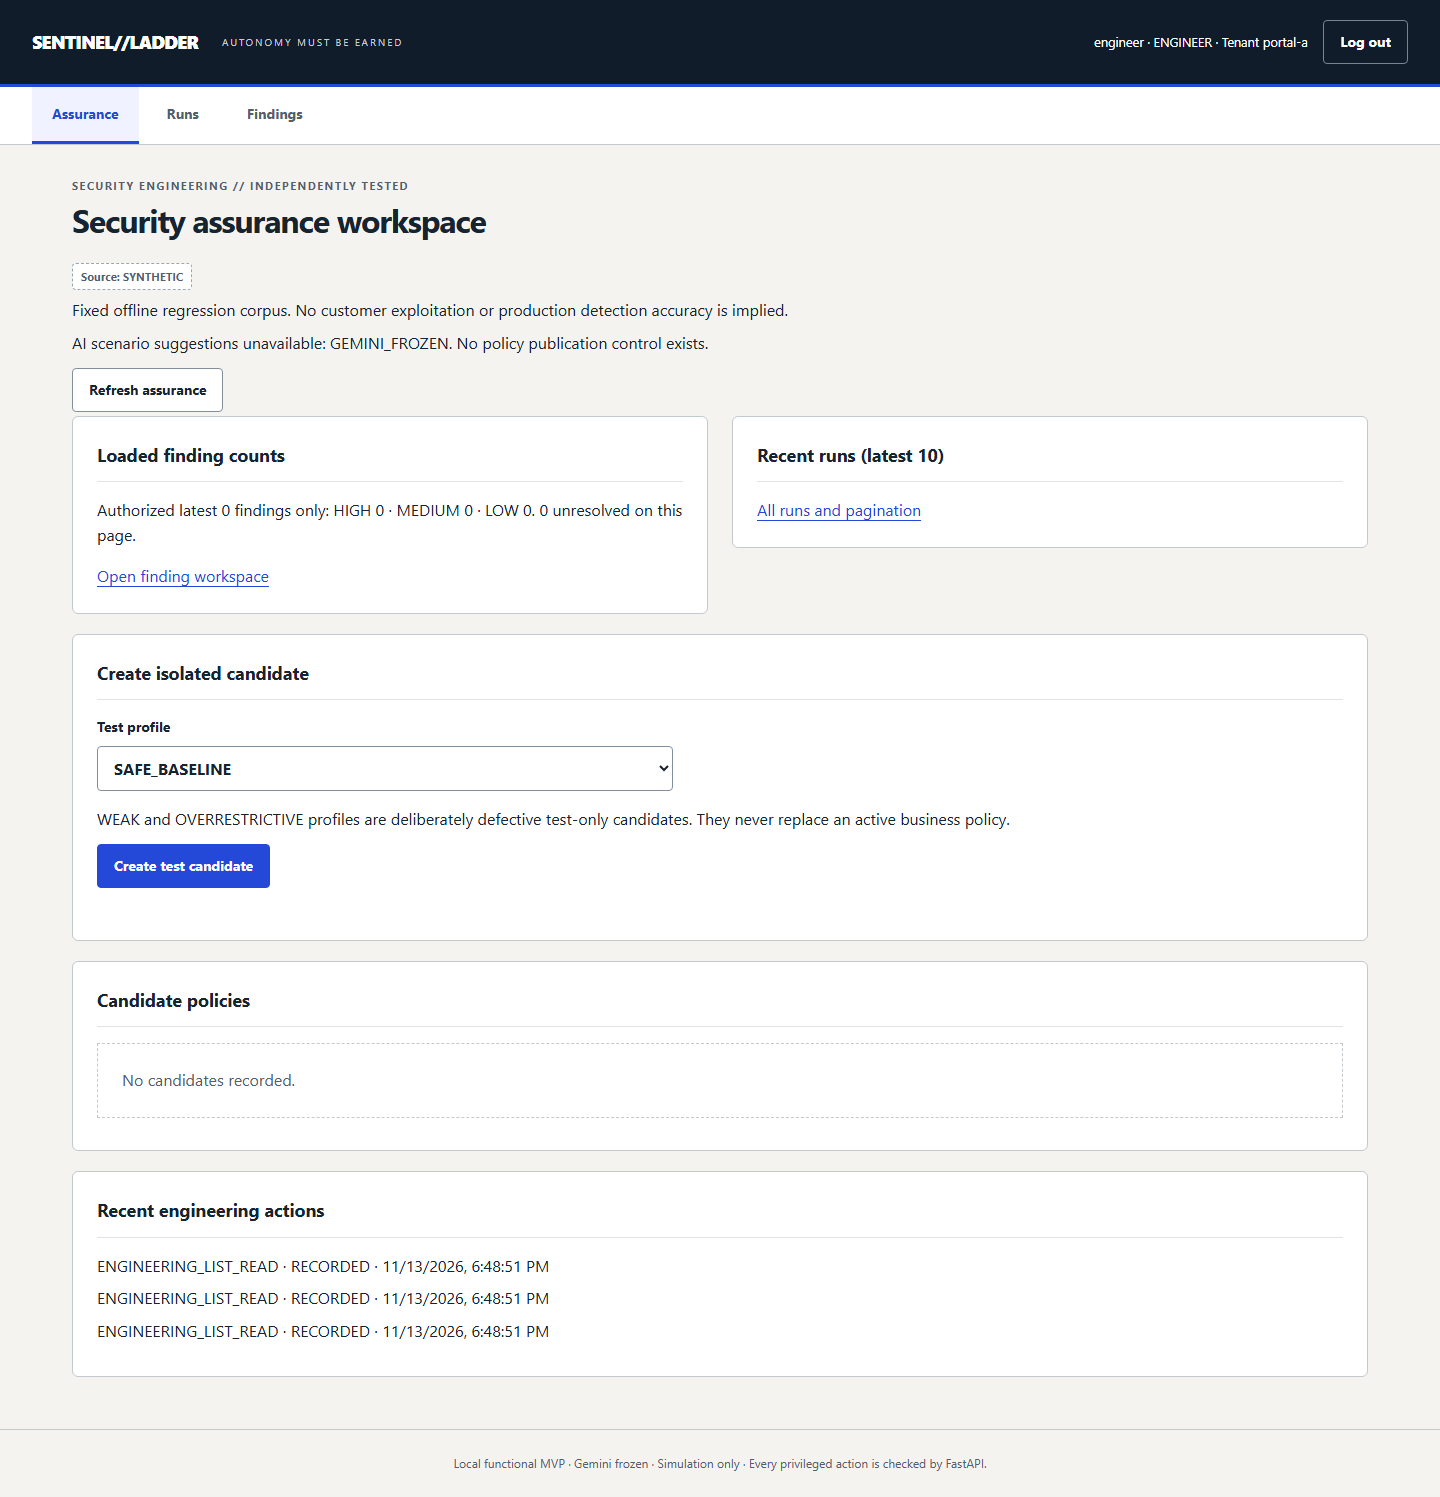 SENTINEL//LADDER
AUTONOMY MUST BE EARNED
engineer · ENGINEER · Tenant portal-a
Log out
Assurance
Runs
Findings
SECURITY ENGINEERING // INDEPENDENTLY TESTED
Security assurance workspace
Source: SYNTHETIC
Fixed offline regression corpus. No customer exploitation or production detection accuracy is implied.
AI scenario suggestions unavailable: GEMINI_FROZEN. No policy publication control exists.
Refresh assurance
Loaded finding counts
Authorized latest 0 findings only: HIGH 0 · MEDIUM 0 · LOW 0. 0 unresolved on this
page.
Open finding workspace
Recent runs (latest 10)
All runs and pagination
Create isolated candidate
Test profile
SAFE_BASELINE
WEAK and OVERRESTRICTIVE profiles are deliberately defective test-only candidates. They never replace an active business policy.
Create test candidate
Candidate policies
No candidates recorded.
Recent engineering actions
ENGINEERING_LIST_READ · RECORDED · 11/13/2026, 6:48:51 PM
ENGINEERING_LIST_READ · RECORDED · 11/13/2026, 6:48:51 PM
ENGINEERING_LIST_READ · RECORDED · 11/13/2026, 6:48:51 PM
Local functional MVP · Gemini frozen · Simulation only · Every privileged action is checked by FastAPI.